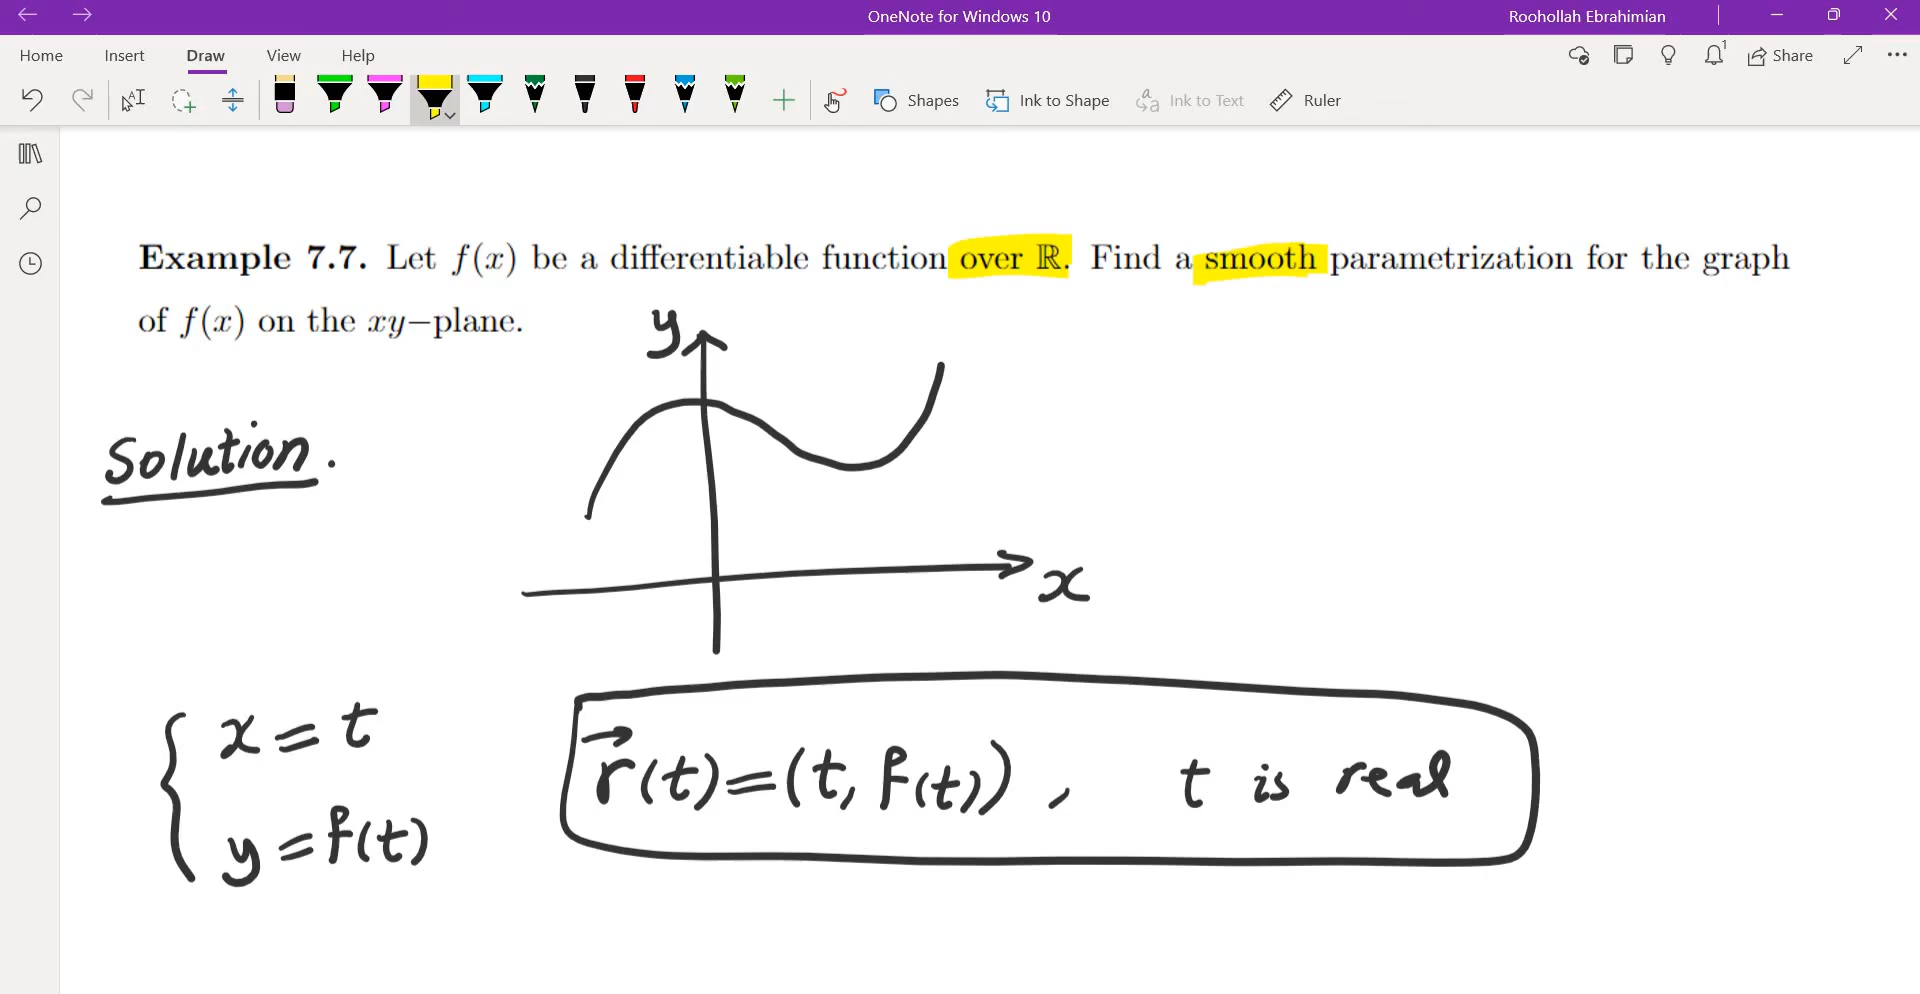 OneNote for Windows 10
Roohollah Ebrahimian
Home Insert Draw View Help
1
Share
Shapes Ink to Shape Ink to Text Ruler
Example 7.7. Let f(x) be a differentiable function over ℝ. Find a smooth parametrization for the graph
of f(x) on the xy−plane.
y
Solution.
x
x = t
y = f(t)
r⃗(t) = (t, f(t)) , t is real